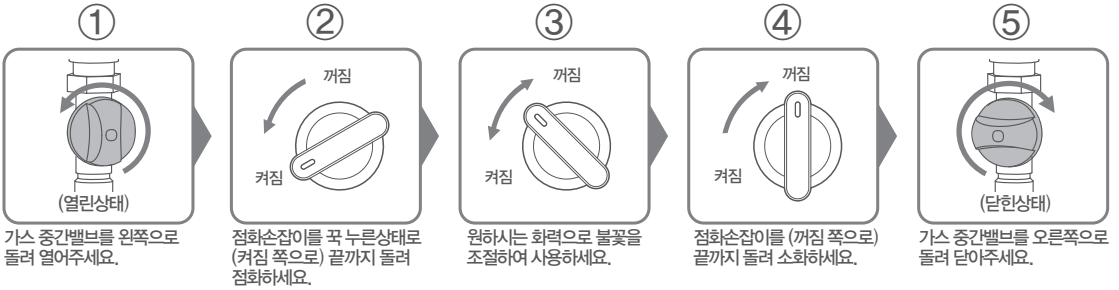 ①
꺼짐
켜짐
(열린상태)
가스 중간밸브를 왼쪽으로
돌려 열어주세요.
②
꺼짐
켜짐
점화손잡이를 꾹 누른상태로
(켜짐 쪽으로) 끝까지 돌려
점화하세요.
③
꺼짐
켜짐
원하시는 화력으로 불꽃을
조절하여 사용하세요.
④
꺼짐
켜짐
점화손잡이를 (꺼짐 쪽으로)
끝까지 돌려 소화하세요.
⑤
(닫힌상태)
가스 중간밸브를 오른쪽으로
돌려 닫아주세요.